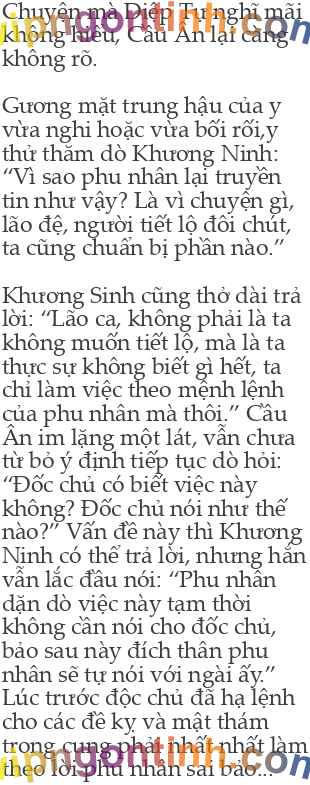 Chuyện mà Diệp Tư nghĩ mãi
không hiểu, Cầu Ân lại càng
không rõ.

Gương mặt trung hậu của y
vừa nghi hoặc vừa bối rối,y
thử thăm dò Khương Ninh:
“Vì sao phu nhân lại truyền
tin như vậy? Là vì chuyện gì,
lão đệ, người tiết lộ đôi chút,
ta cũng chuẩn bị phần nào.”

Khương Sinh cũng thở dài trả
lời: “Lão ca, không phải là ta
không muốn tiết lộ, mà là ta
thực sự không biết gì hết, ta
chỉ làm việc theo mệnh lệnh
của phu nhân mà thôi.” Cầu
Ân im lặng một lát, vẫn chưa
từ bỏ ý định tiếp tục dò hỏi:
“Đốc chủ có biết việc này
không? Đốc chủ nói như thế
nào?” Vấn đề này thì Khương
Ninh có thể trả lời, nhưng hắn
vẫn lắc đầu nói: “Phu nhân
dặn dò việc này tạm thời
không cần nói cho đốc chủ,
bảo sau này đích thân phu
nhân sẽ tự nói với ngài ấy.”
Lúc trước độc chủ đã hạ lệnh
cho các đề kỵ và mật thám
trong cung phải nhất nhất làm
theo lời phu nhân sai bảo...
vipngontinh.com
vipngontinh.com